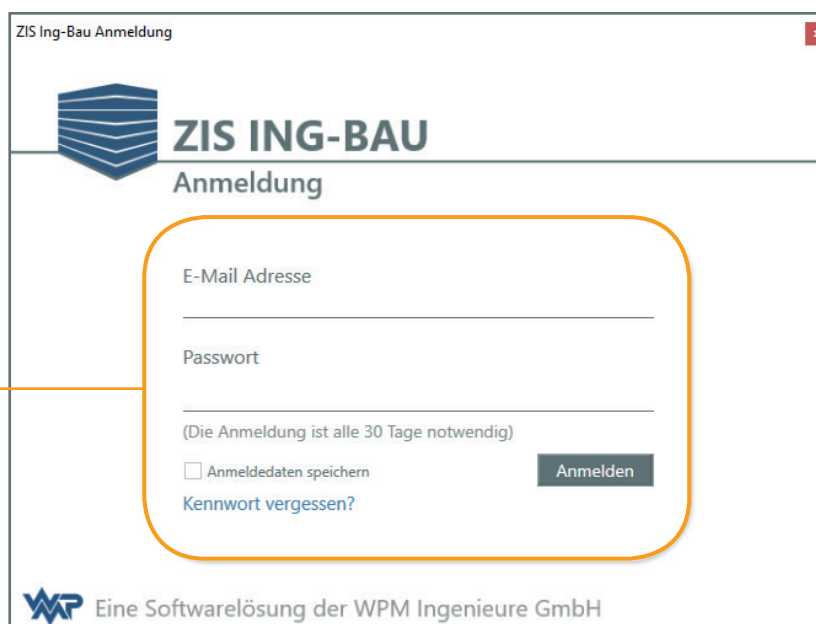 ZIS Ing-Bau Anmeldung
ZIS ING-BAU
Anmeldung
E-Mail Adresse
Passwort
(Die Anmeldung ist alle 30 Tage notwendig)
Anmeldedaten speichern
Anmelden
Kennwort vergessen?
WMP Eine Softwarelösung der WPM Ingenieure GmbH